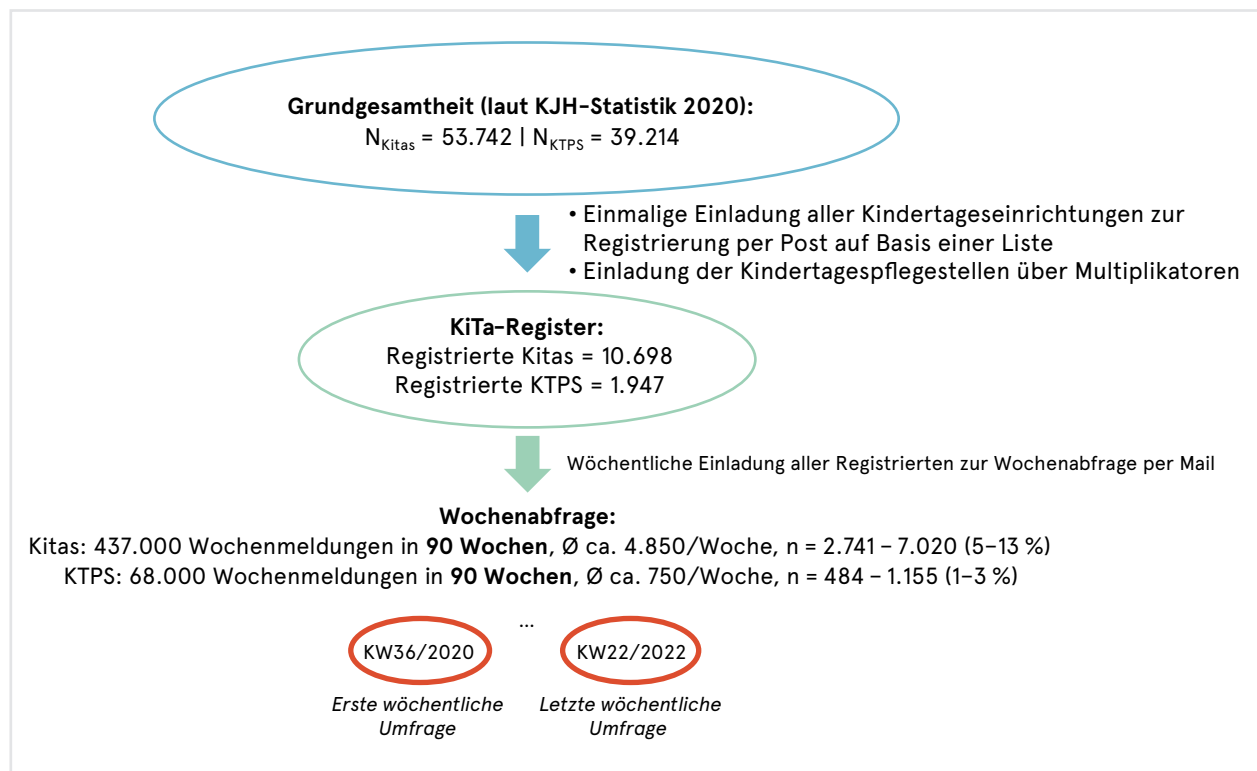 Grundgesamtheit (laut KJH-Statistik 2020):
NKitas = 53.742 | NKTPS = 39.214
• Einmalige Einladung aller Kindertageseinrichtungen zur
Registrierung per Post auf Basis einer Liste
• Einladung der Kindertagespflegestellen über Multiplikatoren
KiTa-Register:
Registrierte Kitas = 10.698
Registrierte KTPS = 1.947
Wöchentliche Einladung aller Registrierten zur Wochenabfrage per Mail
Wochenabfrage:
Kitas: 437.000 Wochenmeldungen in 90 Wochen, Ø ca. 4.850/Woche, n = 2.741 – 7.020 (5–13 %)
KTPS: 68.000 Wochenmeldungen in 90 Wochen, Ø ca. 750/Woche, n = 484 – 1.155 (1–3 %)
...
KW36/2020
KW22/2022
Erste wöchentliche
Umfrage
Letzte wöchentliche
Umfrage